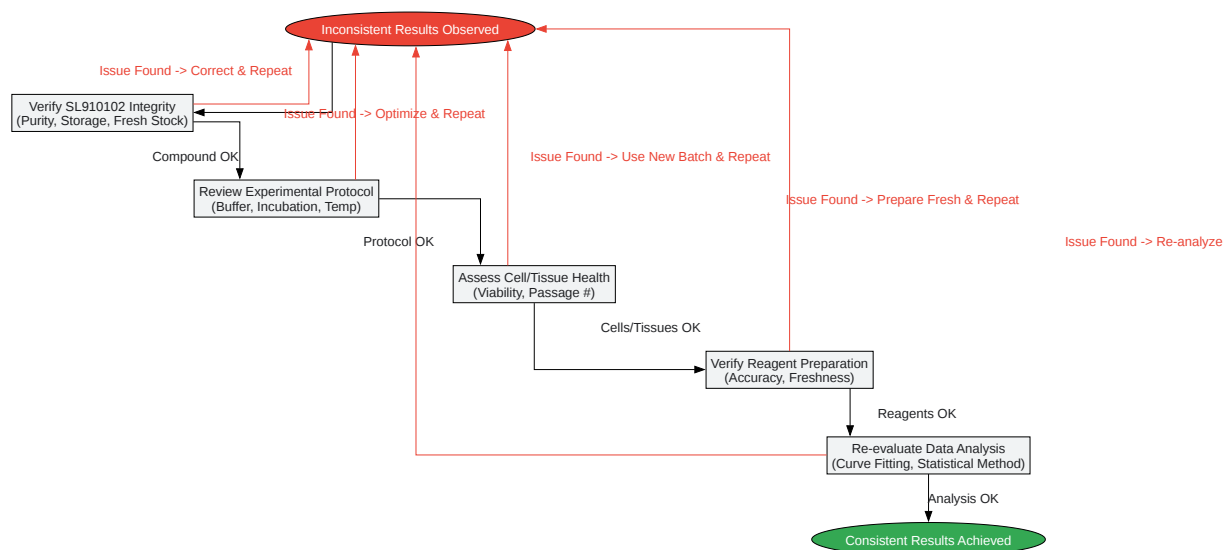 Inconsistent Results Observed
Issue Found -> Correct & Repeat
Verify SL910102 Integrity
(Purity, Storage, Fresh Stock)
Issue Found -> Optimize & Repeat
Compound OK
Issue Found -> Use New Batch & Repeat
Review Experimental Protocol
(Buffer, Incubation, Temp)
Issue Found -> Prepare Fresh & Repeat
Protocol OK
Issue Found -> Re-analyze
Assess Cell/Tissue Health
(Viability, Passage #)
Cells/Tissues OK
Verify Reagent Preparation
(Accuracy, Freshness)
Reagents OK
Re-evaluate Data Analysis
(Curve Fitting, Statistical Method)
Analysis OK
Consistent Results Achieved